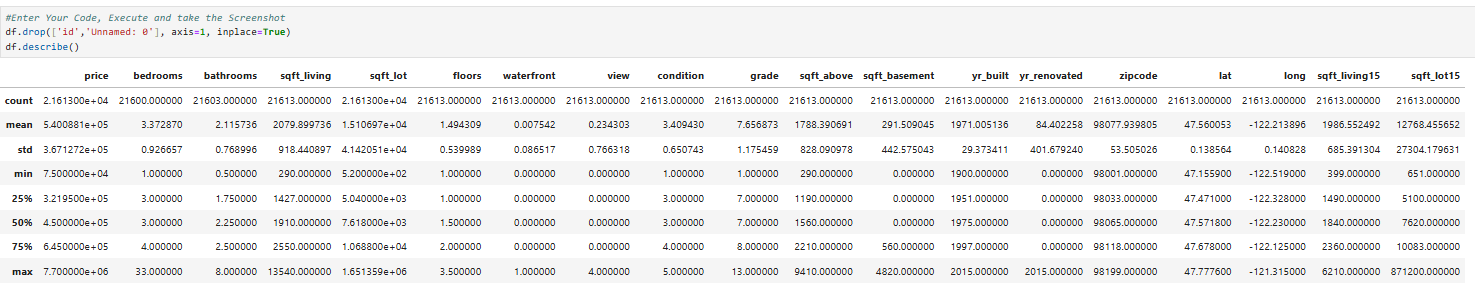 #Enter Your Code, Execute and take the Screenshot
df.drop(['id','Unnamed: 0'], axis=1, inplace=True)
df.describe()
price bedrooms bathrooms sqft_living sqft_lot floors waterfront view condition grade sqft_above sqft_basement yr_built yr_renovated zipcode lat long sqft_living15 sqft_lot15
count 2.161300e+04 21600.000000 21603.000000 21613.000000 2.161300e+04 21613.000000 21613.000000 21613.000000 21613.000000 21613.000000 21613.000000 21613.000000 21613.000000 21613.000000 21613.000000 21613.000000 21613.000000 21613.000000 21613.000000
mean 5.400881e+05 3.372870 2.115736 2079.899736 1.510697e+04 1.494309 0.007542 0.234303 3.409430 7.656873 1788.390691 291.509045 1971.005136 84.402258 98077.939805 47.560053 -122.213896 1986.552492 12768.455652
std 3.671272e+05 0.926657 0.768996 918.440897 4.142051e+04 0.539989 0.086517 0.766318 0.650743 1.175459 828.090978 442.575043 29.373411 401.679240 53.505026 0.138564 0.140828 685.391304 27304.179631
min 7.500000e+04 1.000000 0.500000 290.000000 5.200000e+02 1.000000 0.000000 0.000000 1.000000 1.000000 290.000000 0.000000 1900.000000 0.000000 98001.000000 47.155900 -122.519000 399.000000 651.000000
25% 3.219500e+05 3.000000 1.750000 1427.000000 5.040000e+03 1.000000 0.000000 0.000000 3.000000 7.000000 1190.000000 0.000000 1951.000000 0.000000 98033.000000 47.471000 -122.328000 1490.000000 5100.000000
50% 4.500000e+05 3.000000 2.250000 1910.000000 7.618000e+03 1.500000 0.000000 0.000000 3.000000 7.000000 1560.000000 0.000000 1975.000000 0.000000 98065.000000 47.571800 -122.230000 1840.000000 7620.000000
75% 6.450000e+05 4.000000 2.500000 2550.000000 1.068800e+04 2.000000 0.000000 0.000000 4.000000 8.000000 2210.000000 560.000000 1997.000000 0.000000 98118.000000 47.678000 -122.125000 2360.000000 10083.000000
max 7.700000e+06 33.000000 8.000000 13540.000000 1.651359e+06 3.500000 1.000000 4.000000 5.000000 13.000000 9410.000000 4820.000000 2015.000000 2015.000000 98199.000000 47.777600 -121.315000 6210.000000 871200.000000